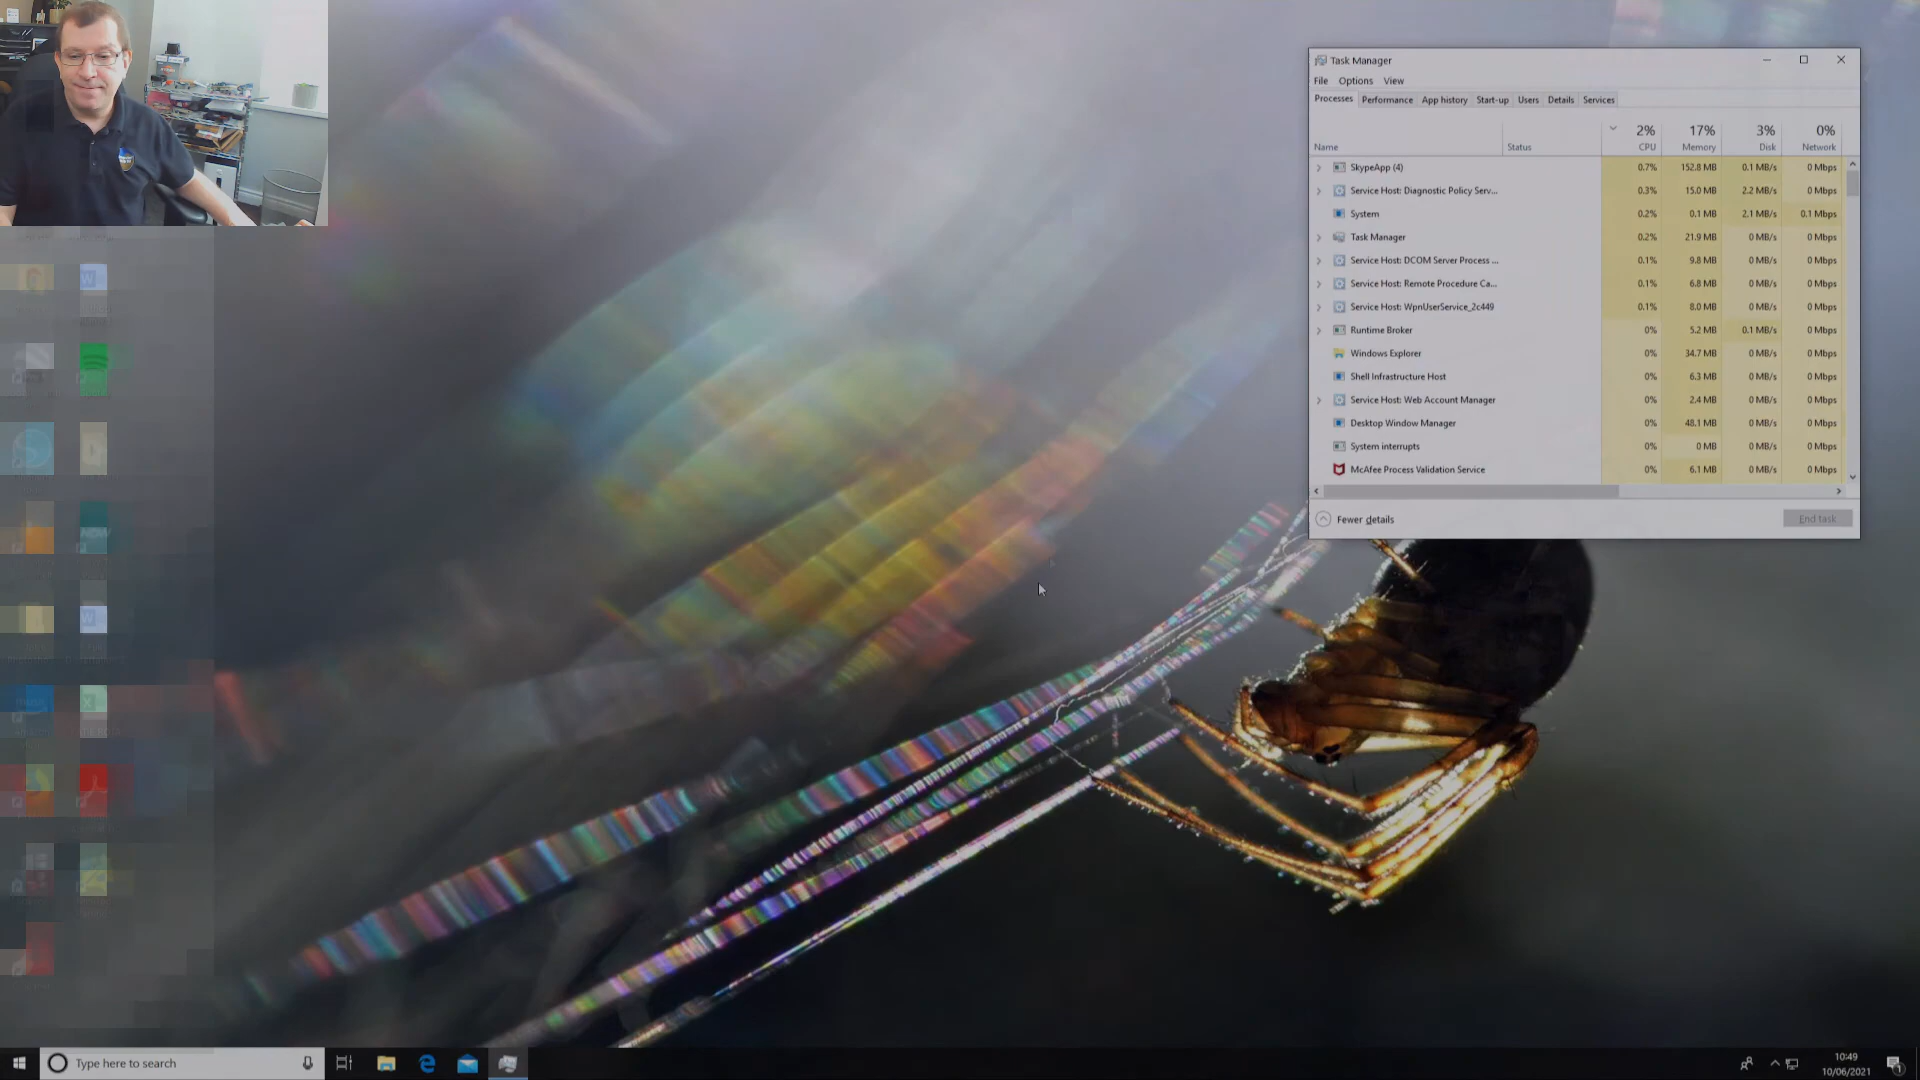 Task Manager
File Options View
Processes Performance App history Start-up Users Details Services
2% 17% 3% 0%
Name Status CPU Memory Disk Network
SkypeApp (4) 0.7% 152.8 MB 0.1 MB/s 0 Mbps
Service Host: Diagnostic Policy Serv... 0.3% 15.0 MB 2.2 MB/s 0 Mbps
System 0.2% 0.1 MB 2.1 MB/s 0.1 Mbps
Task Manager 0.2% 21.9 MB 0 MB/s 0 Mbps
Service Host: DCOM Server Process ... 0.1% 9.8 MB 0 MB/s 0 Mbps
Service Host: Remote Procedure Ca... 0.1% 6.8 MB 0 MB/s 0 Mbps
Service Host: WpnUserService_2c449 0.1% 8.0 MB 0 MB/s 0 Mbps
Runtime Broker 0% 5.2 MB 0.1 MB/s 0 Mbps
Windows Explorer 0% 34.7 MB 0 MB/s 0 Mbps
Shell Infrastructure Host 0% 6.3 MB 0 MB/s 0 Mbps
Service Host: Web Account Manager 0% 2.4 MB 0 MB/s 0 Mbps
Desktop Window Manager 0% 48.1 MB 0 MB/s 0 Mbps
System interrupts 0% 0 MB 0 MB/s 0 Mbps
McAfee Process Validation Service 0% 6.1 MB 0 MB/s 0 Mbps
Fewer details End task
Type here to search
10:49
10/06/2021